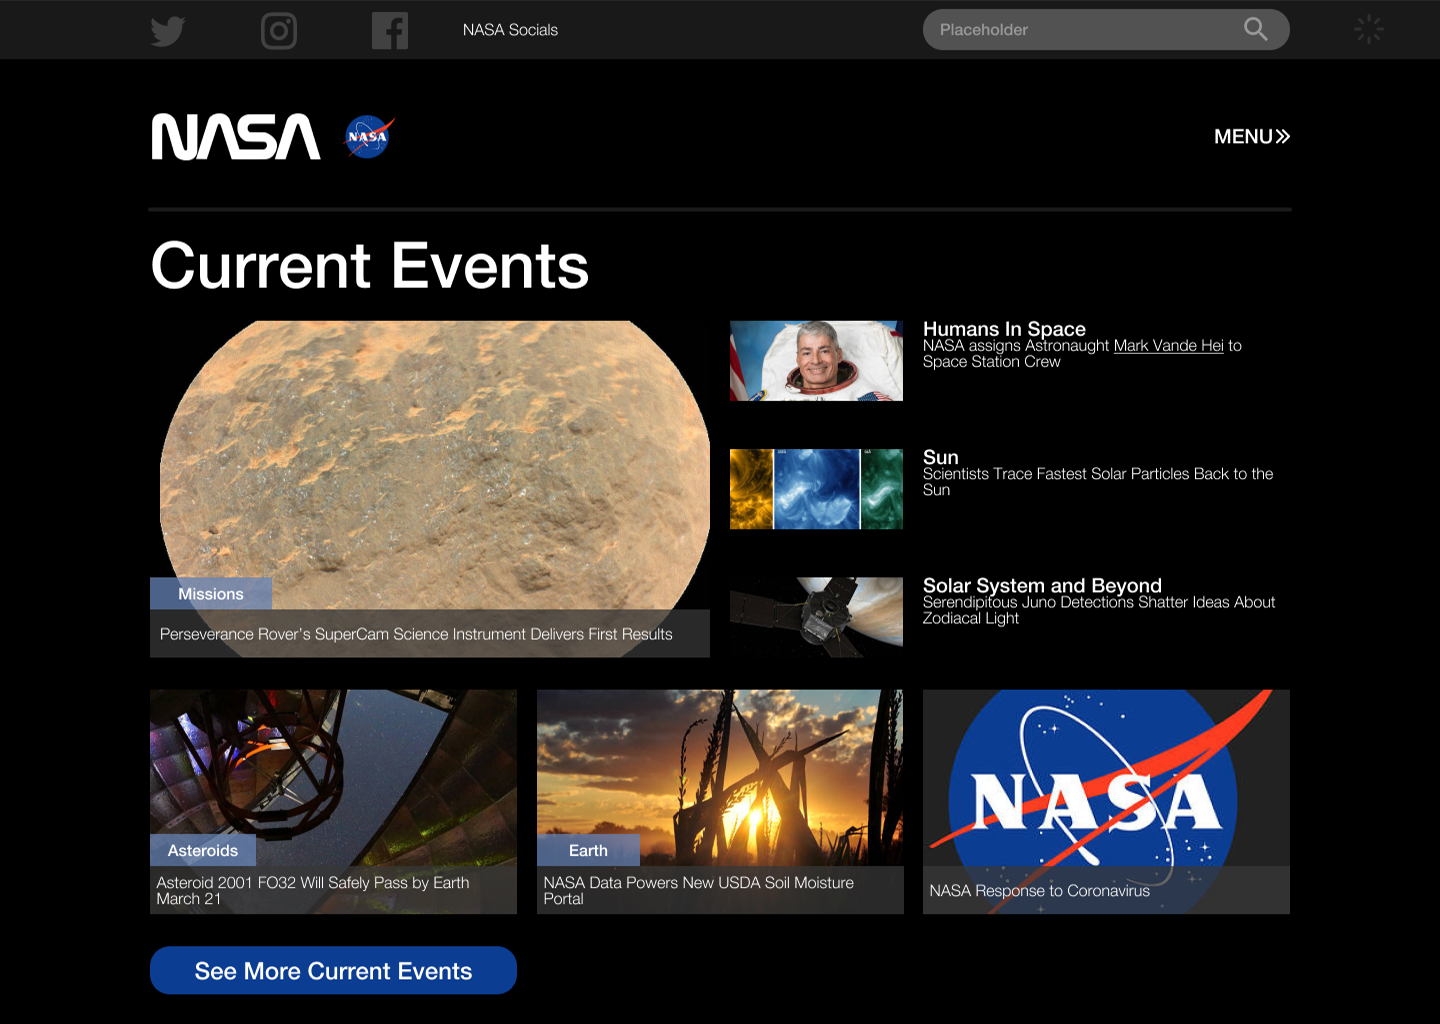 NASA Socials
Placeholder
NASA
NASA
MENU
Current Events
Humans In Space
NASA assigns Astronaught Mark Vande Hei to
Space Station Crew
Sun
Scientists Trace Fastest Solar Particles Back to the
Sun
Missions
Perseverance Rover's SuperCam Science Instrument Delivers First Results
Solar System and Beyond
Serendipitous Juno Detections Shatter Ideas About
Zodiacal Light
Asteroids
Asteroid 2001 FO32 Will Safely Pass by Earth
March 21
Earth
NASA Data Powers New USDA Soil Moisture
Portal
NASA
NASA Response to Coronavirus
See More Current Events